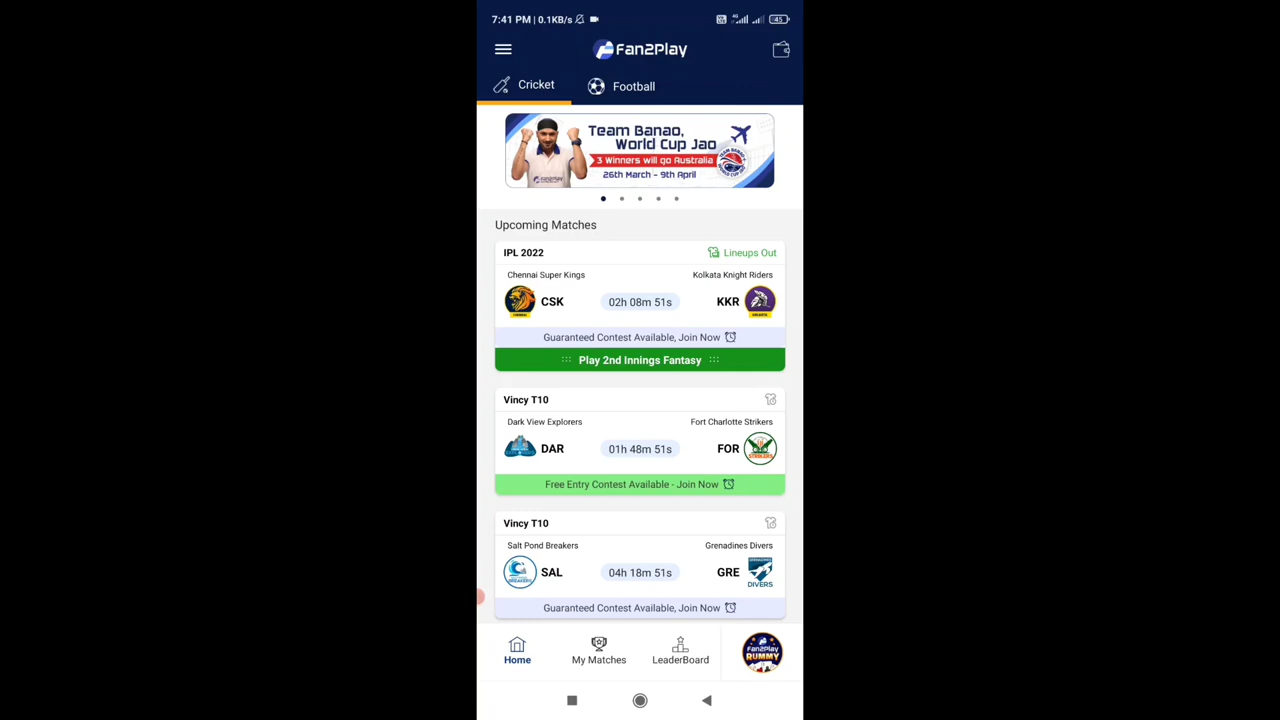 7:41 PM | 0.1KB/s
4G
45
Fan2Play
Cricket
Football
Team Banao,
World Cup Jao
3 Winners will go Australia
26th March - 9th April
Upcoming Matches
IPL 2022
Lineups Out
Chennai Super Kings
Kolkata Knight Riders
CSK
02h 08m 51s
KKR
Guaranteed Contest Available, Join Now
Play 2nd Innings Fantasy
Vincy T10
Dark View Explorers
Fort Charlotte Strikers
DAR
01h 48m 51s
FOR
Free Entry Contest Available - Join Now
Vincy T10
Salt Pond Breakers
Grenadines Divers
SAL
04h 18m 51s
GRE
Guaranteed Contest Available, Join Now
Home
My Matches
LeaderBoard
Fan2Play
RUMMY